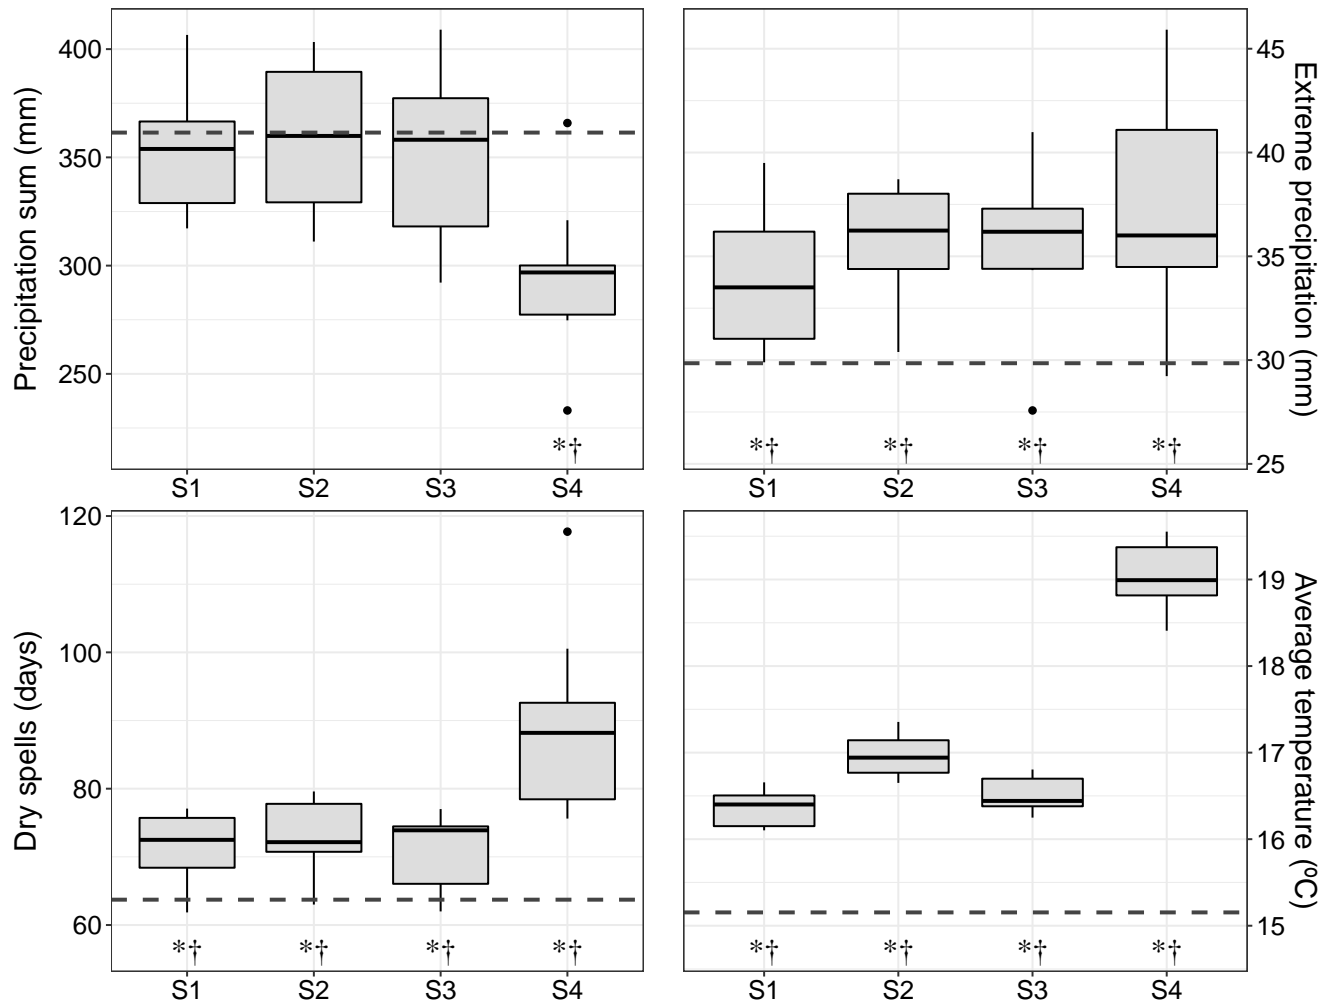 Precipitation sum (mm)
400
350
300
250
*†
S1 S2 S3 S4
Extreme precipitation (mm)
45
40
35
30
25
*† *† *† *†
S1 S2 S3 S4
Dry spells (days)
120
100
80
60
*† *† *† *†
S1 S2 S3 S4
Average temperature (⁰C)
19
18
17
16
15
*† *† *† *†
S1 S2 S3 S4